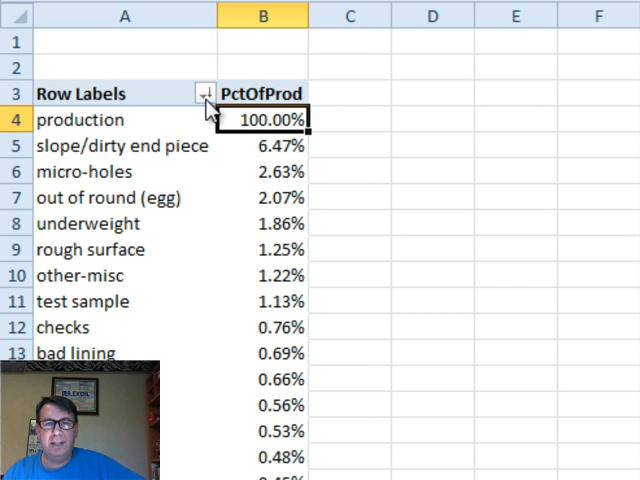 A B C D E F
1
2
3 Row Labels PctOfProd
4 production 100.00%
5 slope/dirty end piece 6.47%
6 micro-holes 2.63%
7 out of round (egg) 2.07%
8 underweight 1.86%
9 rough surface 1.25%
10 other-misc 1.22%
11 test sample 1.13%
12 checks 0.76%
13 bad lining 0.69%
0.66%
0.56%
0.53%
0.48%